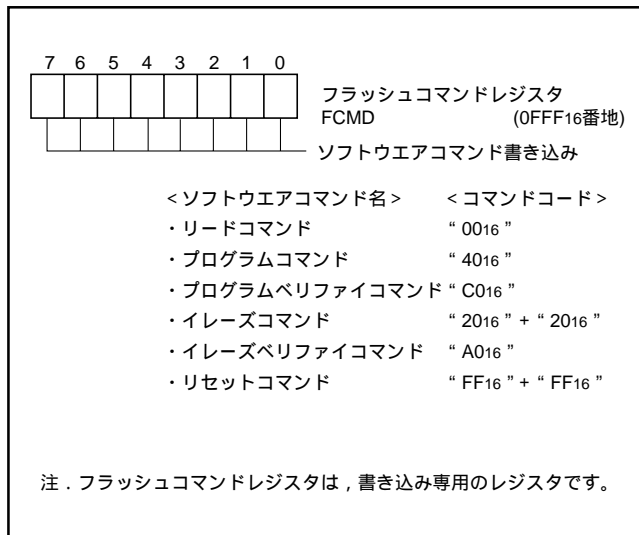 7 6 5 4 3 2 1 0
フラッシュコマンドレジスタ
FCMD (0FFF16番地)
ソフトウエアコマンド書き込み
<ソフトウエアコマンド名> <コマンドコード>
・リードコマンド “0016”
・プログラムコマンド “4016”
・プログラムベリファイコマンド “C016”
・イレーズコマンド “2016” + “2016”
・イレーズベリファイコマンド “A016”
・リセットコマンド “FF16” + “FF16”
注.フラッシュコマンドレジスタは,書き込み専用のレジスタです。